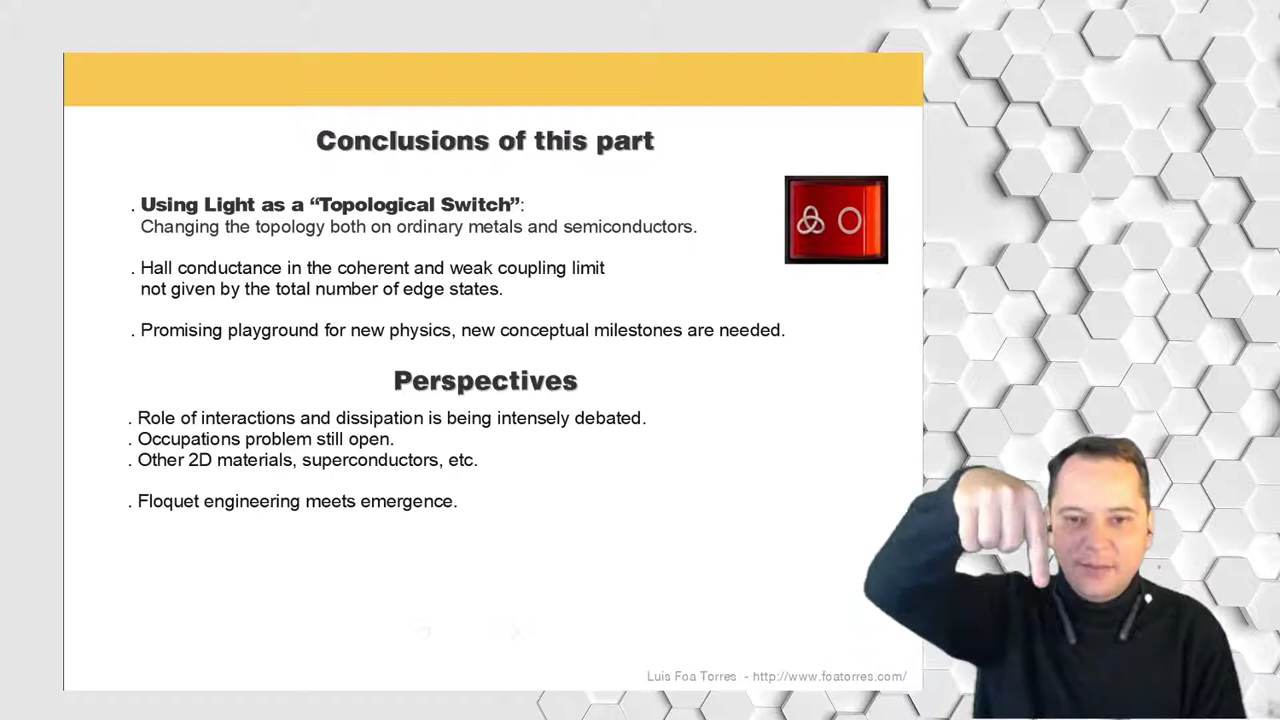 Conclusions of this part
. Using Light as a “Topological Switch”:
Changing the topology both on ordinary metals and semiconductors.
. Hall conductance in the coherent and weak coupling limit
not given by the total number of edge states.
. Promising playground for new physics, new conceptual milestones are needed.
Perspectives
. Role of interactions and dissipation is being intensely debated.
. Occupations problem still open.
. Other 2D materials, superconductors, etc.
. Floquet engineering meets emergence.
Luis Foa Torres - http://www.foatorres.com/